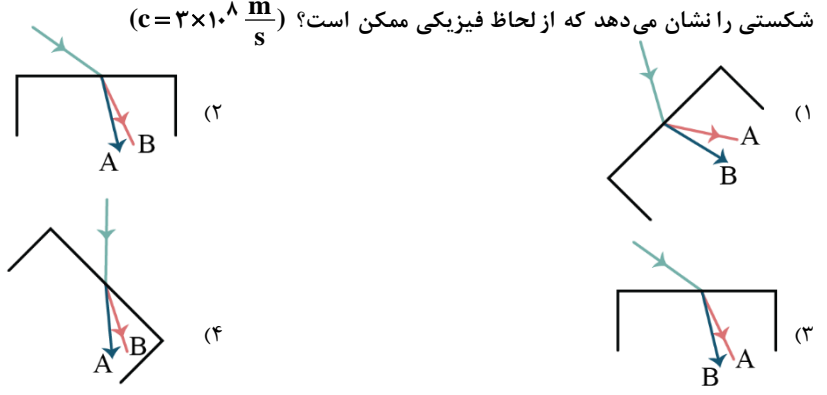 شکستی را نشان می‌دهد که از لحاظ فیزیکی ممکن است؟ (c = ۳×۱۰^۸ m/s)
۱)
A
B
۲)
B
A
۳)
A
B
۴)
B
A